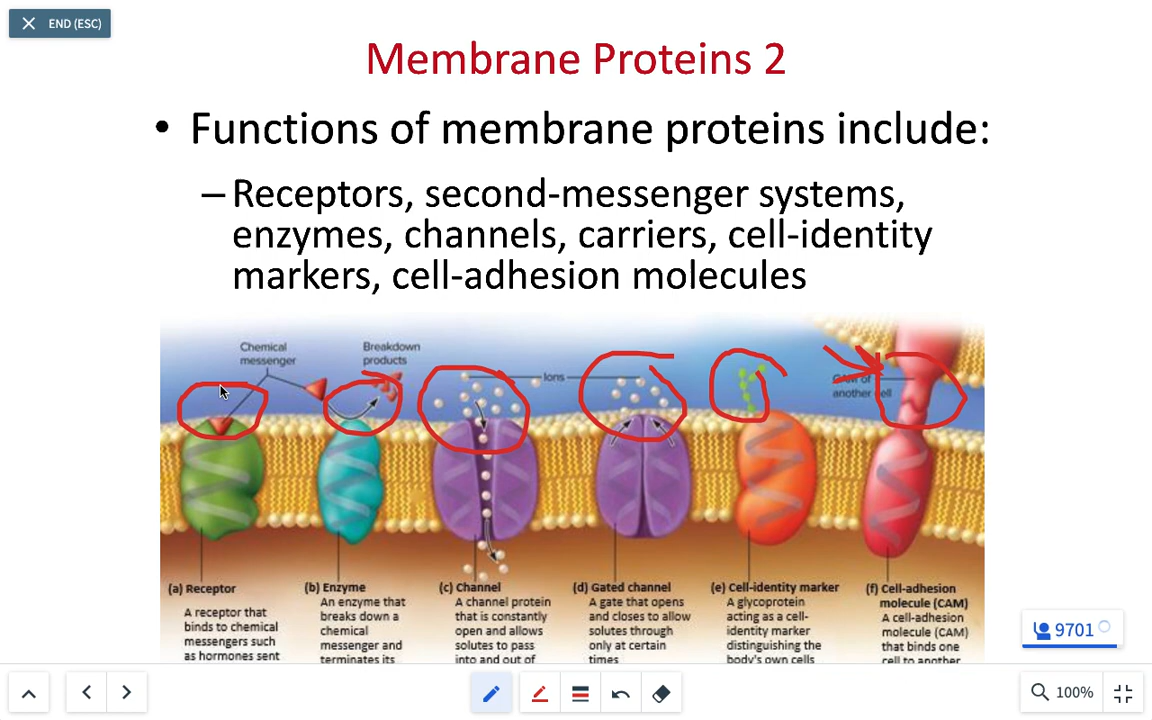 END (ESC)
Membrane Proteins 2
• Functions of membrane proteins include:
– Receptors, second-messenger systems,
enzymes, channels, carriers, cell-identity
markers, cell-adhesion molecules
Chemical
messenger
Breakdown
products
Ions
CAM of
another cell
(a) Receptor
A receptor that
binds to chemical
messengers such
as hormones sent
(b) Enzyme
An enzyme that
breaks down a
chemical
messenger and
terminates its
(c) Channel
A channel protein
that is constantly
open and allows
solutes to pass
into and out of
(d) Gated channel
A gate that opens
and closes to allow
solutes through
only at certain
times
(e) Cell-identity marker
A glycoprotein
acting as a cell-
identity marker
distinguishing the
body's own cells
(f) Cell-adhesion
molecule (CAM)
A cell-adhesion
molecule (CAM)
that binds one
cell to another
9701
100%